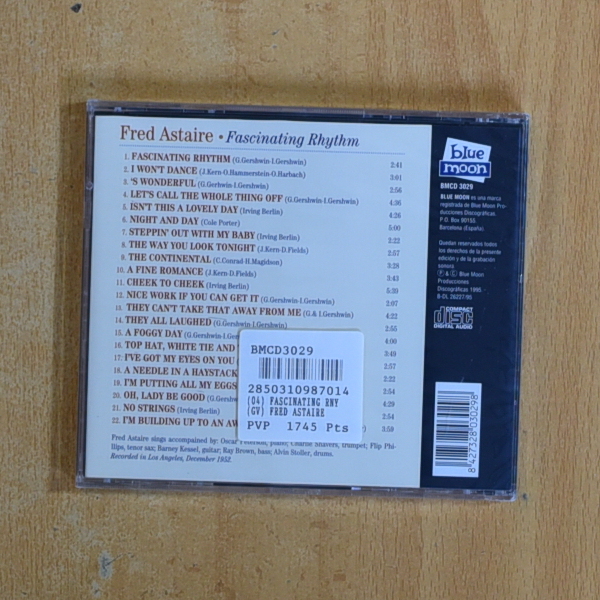 Fred Astaire • Fascinating Rhythm
1. FASCINATING RHYTHM (G.Gershwin-I.Gershwin) 2:41
2. I WON'T DANCE (J.Kern-O.Hammerstein-O.Harbach) 3:01
3. 'S WONDERFUL (G.Gerhswin-I.Gershwin) 2:56
4. LET'S CALL THE WHOLE THING OFF (G.Gershwin-I.Gershwin) 4:36
5. ISN'T THIS A LOVELY DAY (Irving Berlin) 4:26
6. NIGHT AND DAY (Cole Porter) 5:00
7. STEPPIN' OUT WITH MY BABY (Irving Berlin) 2:22
8. THE WAY YOU LOOK TONIGHT (J.Kern-D.Fields) 2:57
9. THE CONTINENTAL (C.Conrad-H.Magidson) 3:28
10. A FINE ROMANCE (J.Kern-D.Fields) 3:43
11. CHEEK TO CHEEK (Irving Berlin) 5:39
12. NICE WORK IF YOU CAN GET IT (G.Gershwin-I.Gershwin) 2:07
13. THEY CAN'T TAKE THAT AWAY FROM ME (G.& I.Gershwin) 4:22
14. THEY ALL LAUGHED (G.Gershwin-I.Gershwin) 2:55
15. A FOGGY DAY (G.Gershwin-I.Gershwin) 4:00
16. TOP HAT, WHITE TIE AND 3:49
17. I'VE GOT MY EYES ON YOU 2:07
18. A NEEDLE IN A HAYSTACK 2:22
19. I'M PUTTING ALL MY EGGS 2:54
20. OH, LADY BE GOOD (G.Gersh 4:29
21. NO STRINGS (Irving Berlin) 2:54
22. I'M BUILDING UP TO AN AW 3:59
Fred Astaire sings accompained by: Oscar Peterson, piano; Charlie Shavers, trumpet; Flip Phi-
llips, tenor sax; Barney Kessel, guitar; Ray Brown, bass; Alvin Stoller, drums.
Recorded in Los Angeles, December 1952.
BMCD3029
2850310987014
(04) FASCINATING RNY
(GV) FRED ASTAIRE
PVP 1745 Pts
blue
moon
BMCD 3029
BLUE MOON es una marca
registrada de Blue Moon Pro-
ducciones Discográficas.
P.O. Box 90153.
Barcelona (España).
Quedan reservados todos
los derechos de la presente
edición y de la grabación
sonora
Ⓟ & Ⓒ Blue Moon
Producciones
Discográficas 1995.
B-DL 26227/95
COMPACT
disc
DIGITAL AUDIO
8 427328 030298